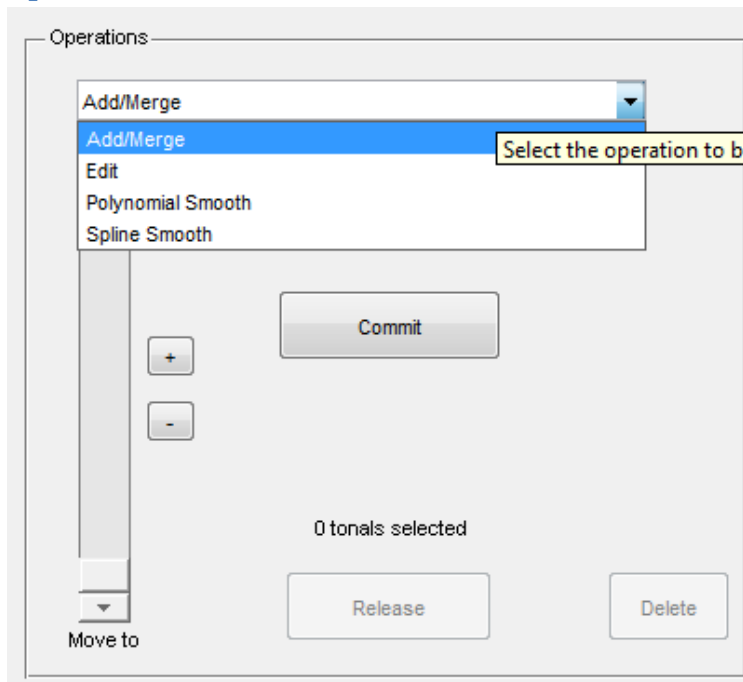 Operations
Add/Merge
Add/Merge
Select the operation to b
Edit
Polynomial Smooth
Spline Smooth
Commit
+
-
0 tonals selected
Release
Delete
Move to